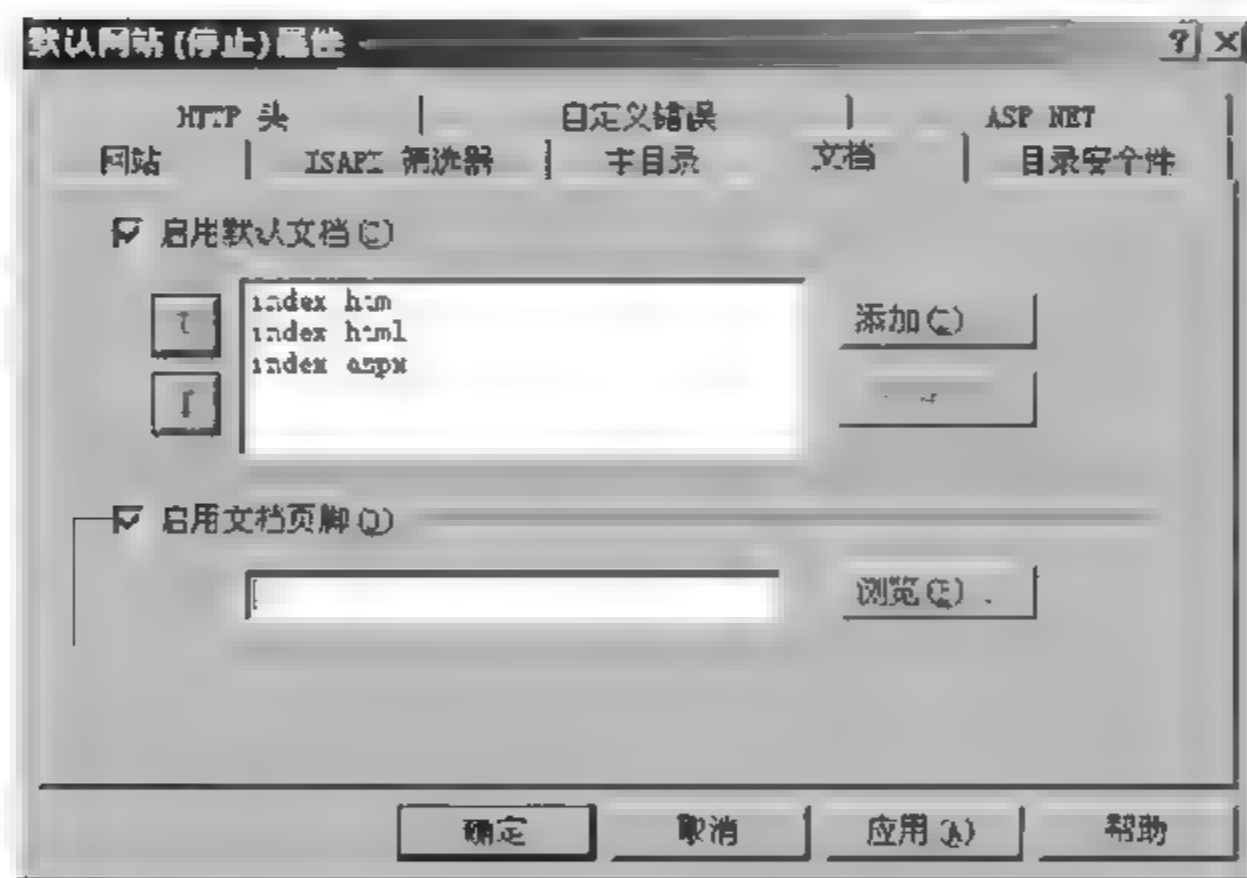 默认网站(停止)属性
HTTP 头 自定义错误 ASP NET
网站 ISAPI 筛选器 主目录 文档 目录安全性
启用默认文档(C)
index htm
index html
index aspx
添加
启用文档页脚(O)
浏览
确定 取消 应用(A) 帮助